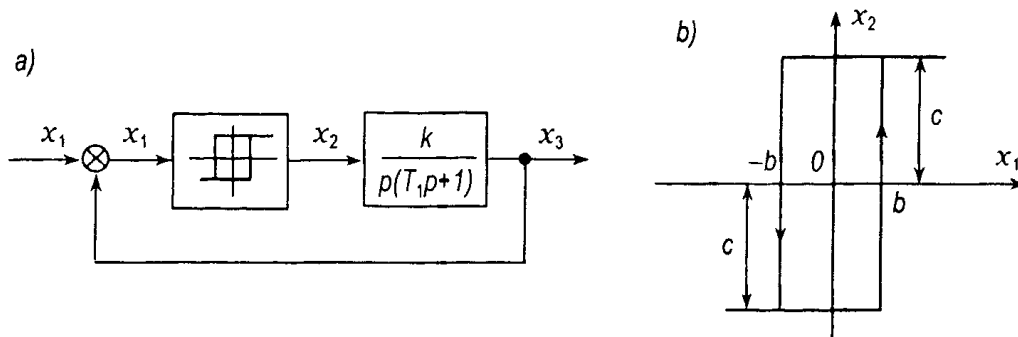 a)
x₁ x₁ x₂ k x₃
p(T₁p+1)
b)
x₂
c
−b 0 x₁
b
c